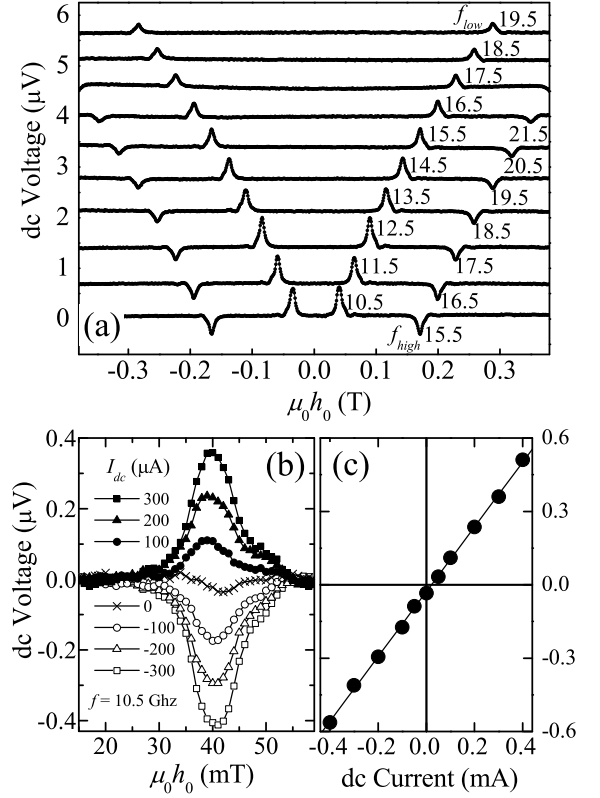 6
5
4
3
2
1
0
dc Voltage (μV)
f_low 19.5
18.5
17.5
16.5
21.5
15.5
20.5
14.5
19.5
13.5
18.5
12.5
17.5
11.5
16.5
10.5
f_high 15.5
(a)
-0.3 -0.2 -0.1 0.0 0.1 0.2 0.3
μ₀h₀ (T)
0.4
0.2
0.0
-0.2
-0.4
dc Voltage (μV)
I_dc (μA)
300
200
100
0
-100
-200
-300
f = 10.5 Ghz
(b)
20 30 40 50
μ₀h₀ (mT)
(c)
0.6
0.3
0.0
-0.3
-0.6
-0.4 -0.2 0.0 0.2 0.4
dc Current (mA)